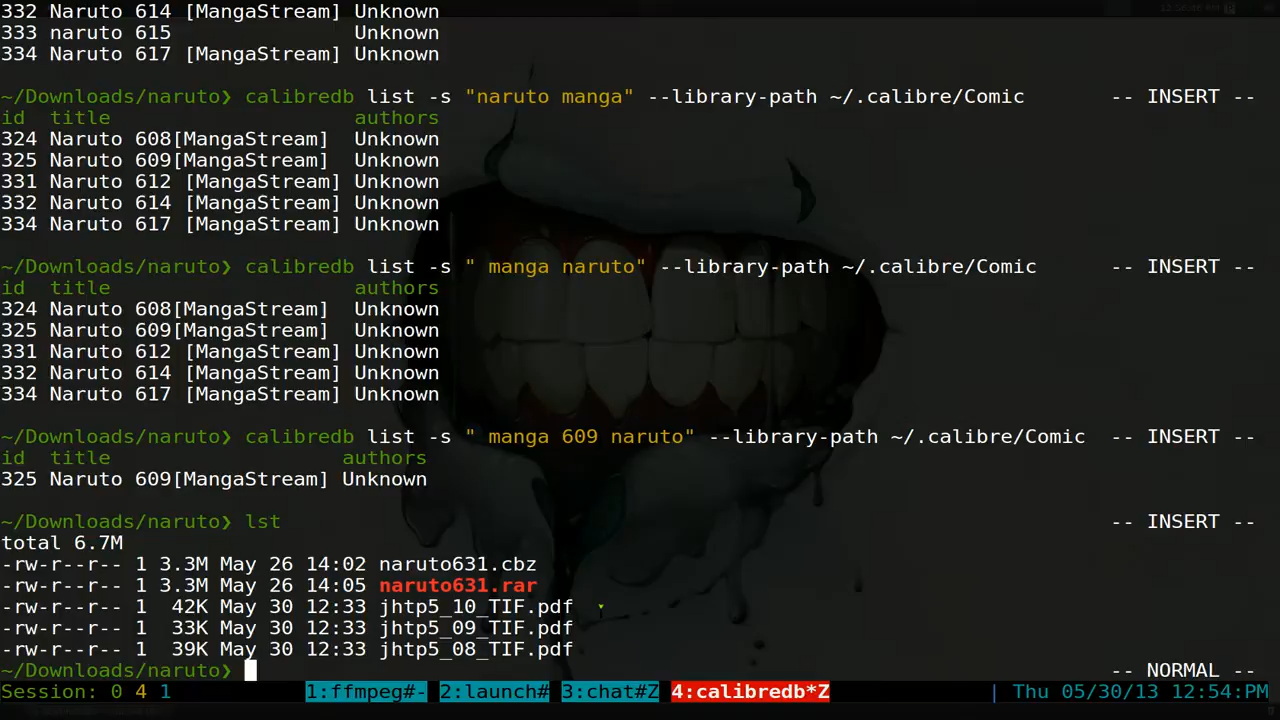 332 Naruto 614 [MangaStream] Unknown
333 naruto 615               Unknown
334 Naruto 617 [MangaStream] Unknown
~/Downloads/naruto❯ calibredb list -s "naruto manga" --library-path ~/.calibre/Comic -- INSERT --
id  title                    authors
324 Naruto 608[MangaStream]  Unknown
325 Naruto 609[MangaStream]  Unknown
331 Naruto 612 [MangaStream] Unknown
332 Naruto 614 [MangaStream] Unknown
334 Naruto 617 [MangaStream] Unknown
~/Downloads/naruto❯ calibredb list -s " manga naruto" --library-path ~/.calibre/Comic -- INSERT --
id  title                    authors
324 Naruto 608[MangaStream]  Unknown
325 Naruto 609[MangaStream]  Unknown
331 Naruto 612 [MangaStream] Unknown
332 Naruto 614 [MangaStream] Unknown
334 Naruto 617 [MangaStream] Unknown
~/Downloads/naruto❯ calibredb list -s " manga 609 naruto" --library-path ~/.calibre/Comic -- INSERT --
id  title                   authors
325 Naruto 609[MangaStream] Unknown
~/Downloads/naruto❯ lst -- INSERT --
total 6.7M
-rw-r--r-- 1 3.3M May 26 14:02 naruto631.cbz
-rw-r--r-- 1 3.3M May 26 14:05 naruto631.rar
-rw-r--r-- 1  42K May 30 12:33 jhtp5_10_TIF.pdf
-rw-r--r-- 1  33K May 30 12:33 jhtp5_09_TIF.pdf
-rw-r--r-- 1  39K May 30 12:33 jhtp5_08_TIF.pdf
~/Downloads/naruto❯ -- NORMAL --
Session: 0 4 1 1:ffmpeg#- 2:launch# 3:chat#Z 4:calibredb*Z | Thu 05/30/13 12:54:PM